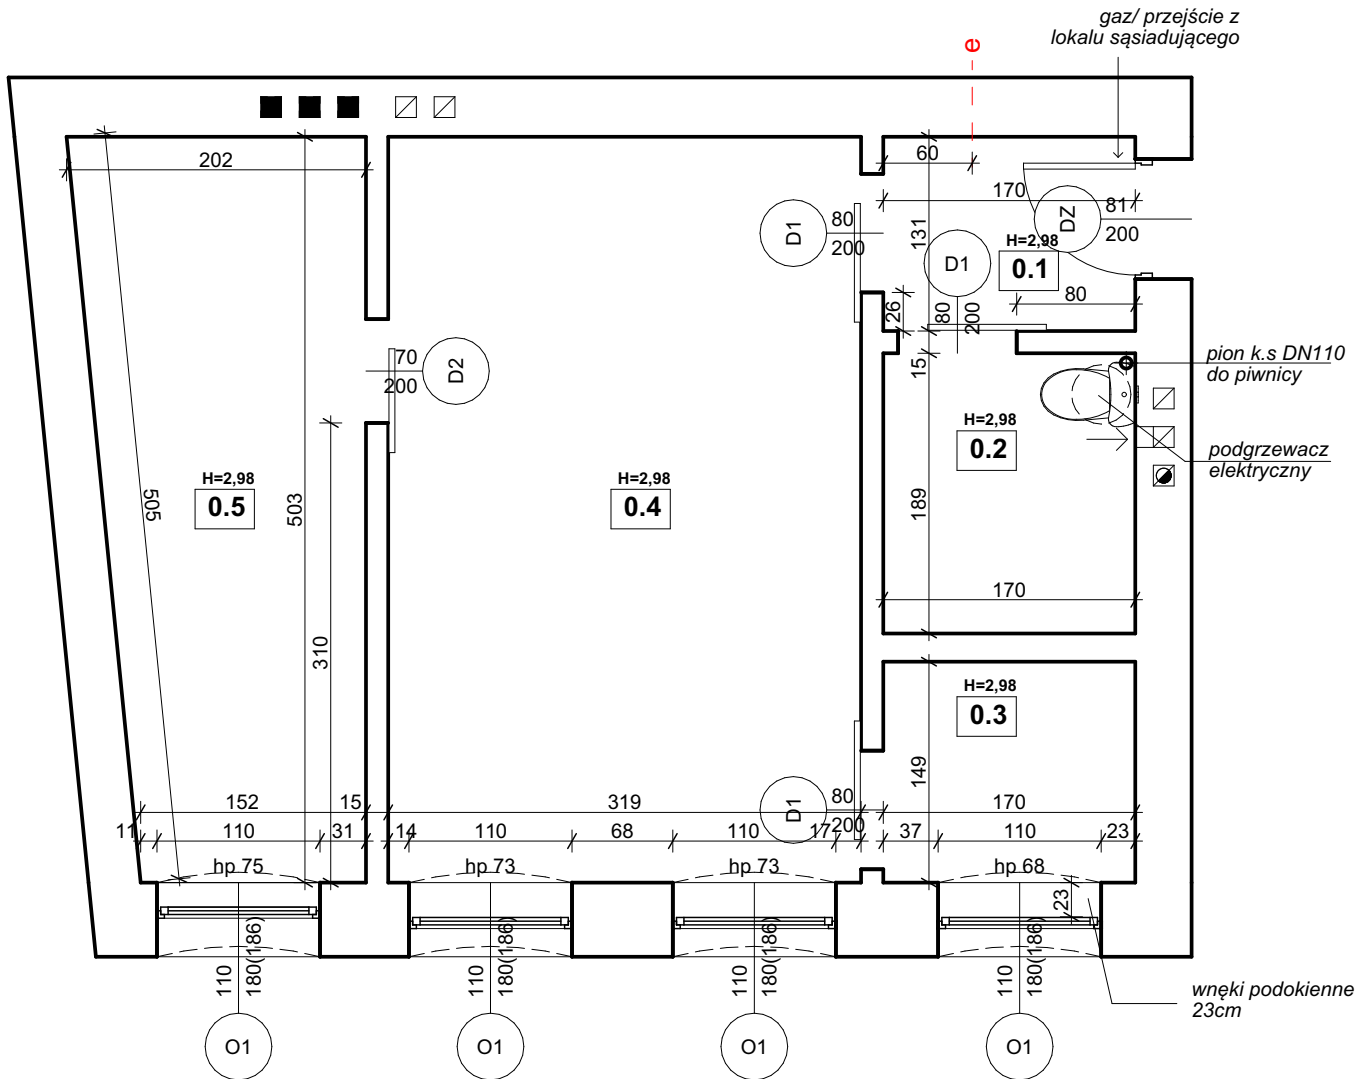 gaz/ przejście z
lokalu sąsiadującego
e
202
60
170
81
200
DZ
131
80
200
D1
D1
H=2,98
0.1
80
26
80
200
15
pion k.s DN110
do piwnicy
70
200
D2
H=2,98
0.2
podgrzewacz
elektryczny
505
503
H=2,98
0.5
H=2,98
0.4
189
170
310
H=2,98
0.3
149
152
15
319
80
200
D1
170
11
110
31
14
110
68
110
17
37
110
23
hp 75
hp 73
hp 73
hp 68
23
110
180(186)
110
180(186)
110
180(186)
110
180(186)
wnęki podokienne
23cm
O1
O1
O1
O1